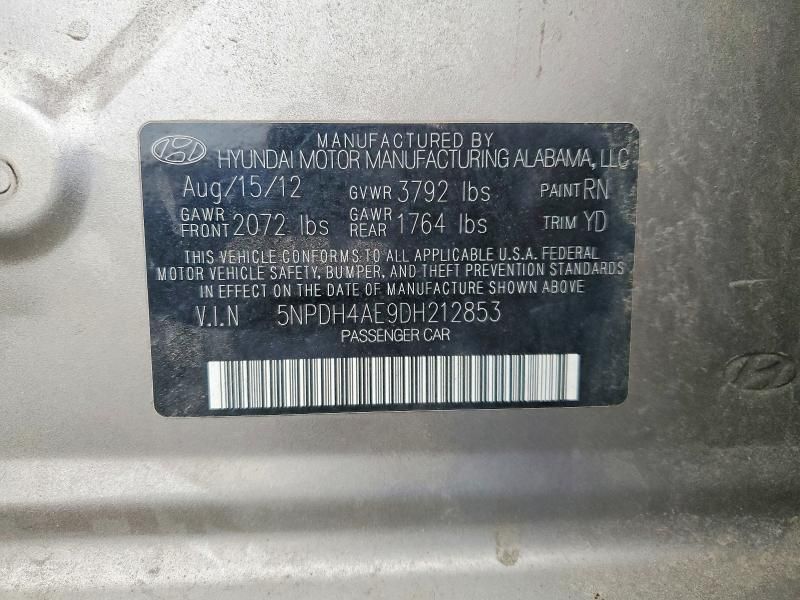 MANUFACTURED BY
HYUNDAI MOTOR MANUFACTURING ALABAMA, LLC
Aug/15/12 GVWR 3792 lbs PAINT RN
GAWR FRONT 2072 lbs GAWR REAR 1764 lbs TRIM YD
THIS VEHICLE CONFORMS TO ALL APPLICABLE U.S.A. FEDERAL
MOTOR VEHICLE SAFETY, BUMPER, AND THEFT PREVENTION STANDARDS
IN EFFECT ON THE DATE OF MANUFACTURE SHOWN ABOVE
V.I.N 5NPDH4AE9DH212853
PASSENGER CAR